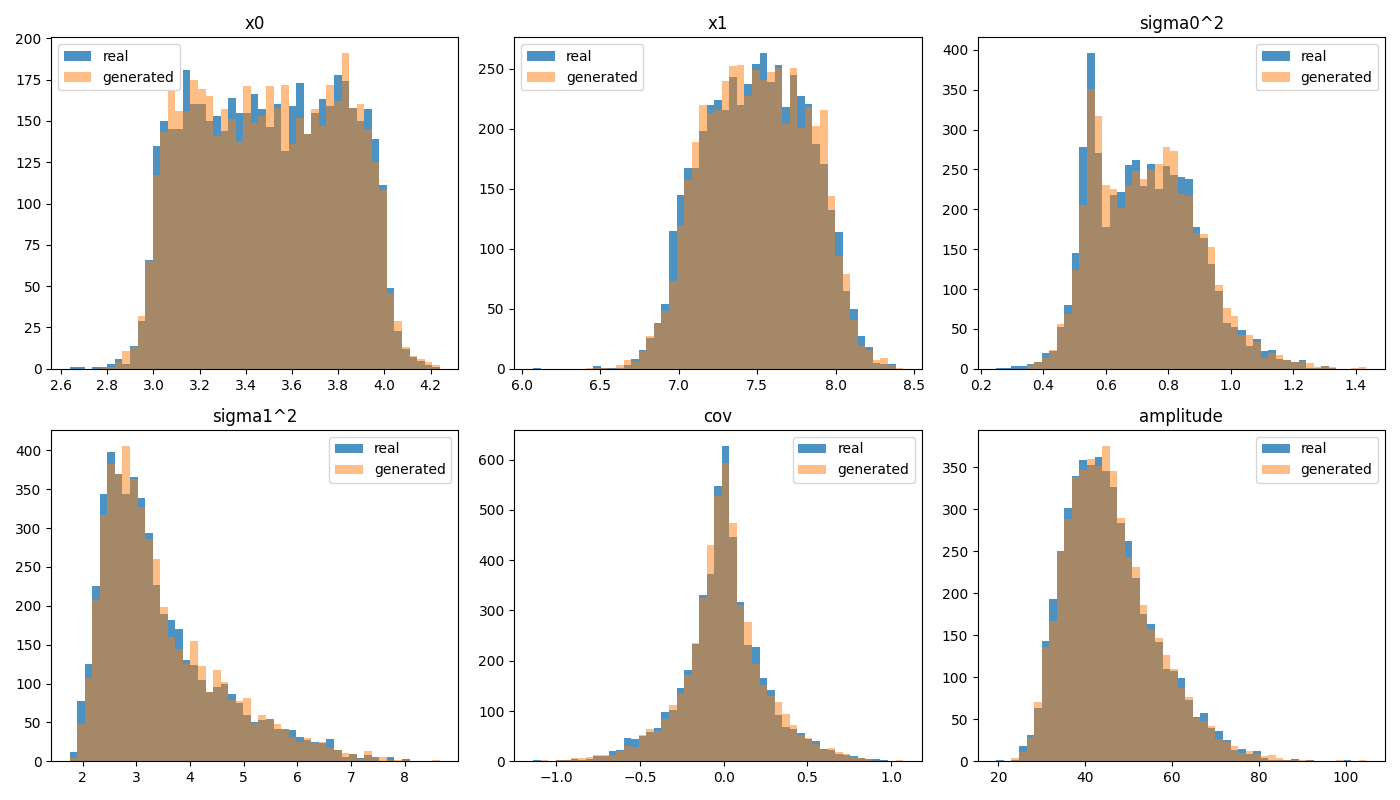 x0
real
generated
200
175
150
125
100
75
50
25
0
2.6 2.8 3.0 3.2 3.4 3.6 3.8 4.0 4.2
x1
real
generated
250
200
150
100
50
0
6.0 6.5 7.0 7.5 8.0 8.5
sigma0^2
real
generated
400
350
300
250
200
150
100
50
0
0.2 0.4 0.6 0.8 1.0 1.2 1.4
sigma1^2
real
generated
400
350
300
250
200
150
100
50
0
2 3 4 5 6 7 8
cov
real
generated
600
500
400
300
200
100
0
−1.0 −0.5 0.0 0.5 1.0
amplitude
real
generated
350
300
250
200
150
100
50
0
20 40 60 80 100